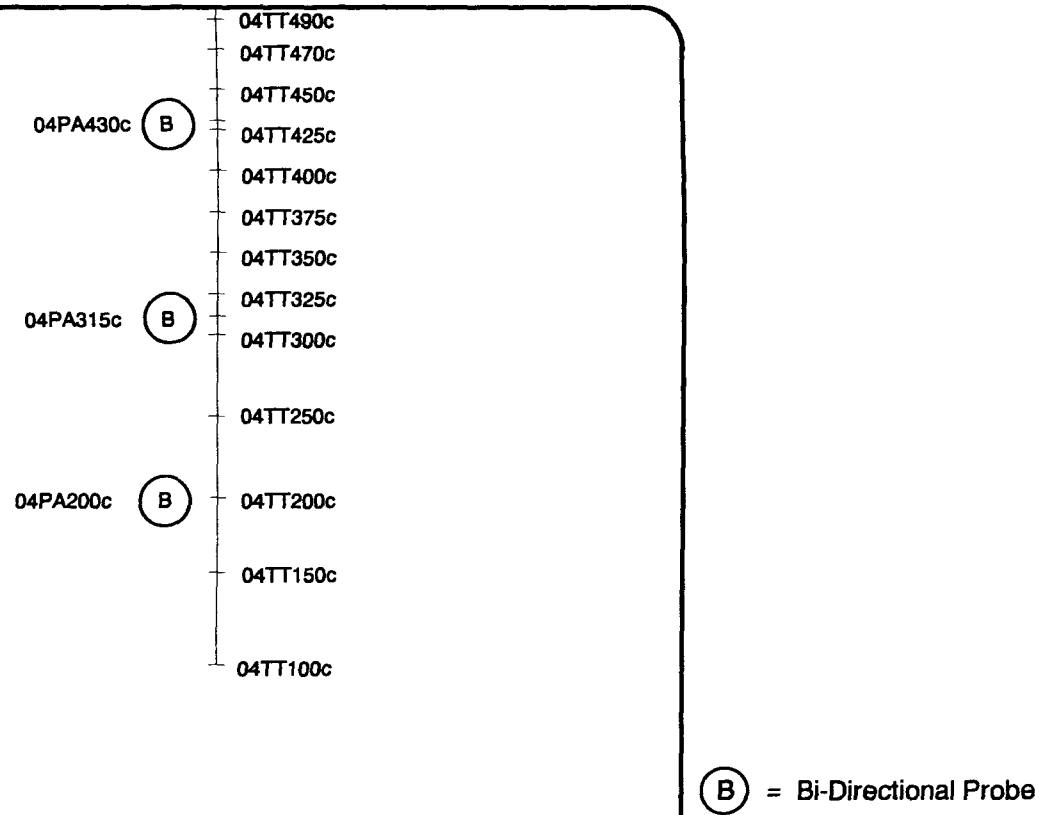 04TT490c
04TT470c
04TT450c
04PA430c B
04TT425c
04TT400c
04TT375c
04TT350c
04TT325c
04PA315c B
04TT300c
04TT250c
04PA200c B 04TT200c
04TT150c
04TT100c
B = Bi-Directional Probe